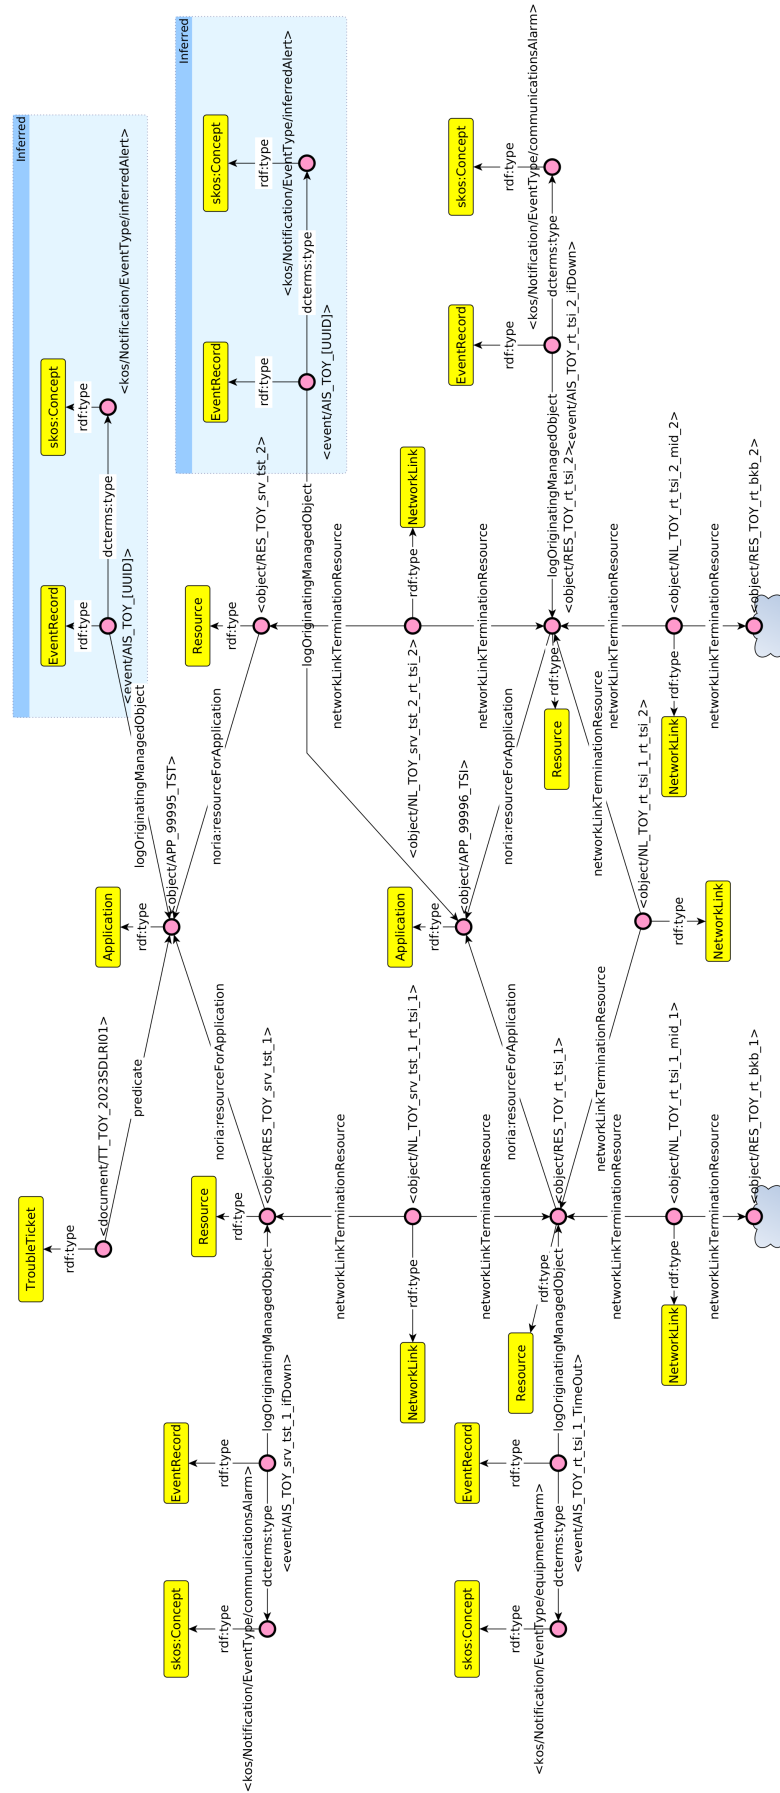 Inferred
skos:Concept
rdf:type
<kos/Notification/EventType/inferredAlert>
dcterms:type
EventRecord
rdf:type
<event/AIS_TOY_[UUID]>
logOriginatingManagedObject
Inferred
skos:Concept
rdf:type
<kos/Notification/EventType/inferredAlert>
dcterms:type
EventRecord
rdf:type
<event/AIS_TOY_[UUID]>
logOriginatingManagedObject
TroubleTicket
rdf:type
<document/TT_TOY_2023SDLRI01>
predicate
Application
rdf:type
<object/APP_99995_TST>
noria:resourceForApplication
noria:resourceForApplication
Resource
rdf:type
<object/RES_TOY_srv_tst_1>
Resource
rdf:type
<object/RES_TOY_srv_tst_2>
skos:Concept
rdf:type
<kos/Notification/EventType/communicationsAlarm>
dcterms:type
EventRecord
rdf:type
<event/AIS_TOY_srv_tst_1_ifDown>
logOriginatingManagedObject
networkLinkTerminationResource
networkLinkTerminationResource
NetworkLink
rdf:type
<object/NL_TOY_srv_tst_1_rt_tsi_1>
networkLinkTerminationResource
NetworkLink
rdf:type
<object/NL_TOY_srv_tst_2_rt_tsi_2>
networkLinkTerminationResource
Application
rdf:type
<object/APP_99996_TSI>
noria:resourceForApplication
noria:resourceForApplication
skos:Concept
rdf:type
<kos/Notification/EventType/equipmentAlarm>
dcterms:type
EventRecord
rdf:type
<event/AIS_TOY_rt_tsi_1_TimeOut>
logOriginatingManagedObject
Resource
rdf:type
<object/RES_TOY_rt_tsi_1>
Resource
rdf:type
<object/RES_TOY_rt_tsi_2>
logOriginatingManagedObject
<event/AIS_TOY_rt_tsi_2_ifDown>
EventRecord
rdf:type
dcterms:type
<kos/Notification/EventType/communicationsAlarm>
skos:Concept
rdf:type
networkLinkTerminationResource
networkLinkTerminationResource
<object/NL_TOY_rt_tsi_1_rt_tsi_2>
rdf:type
NetworkLink
networkLinkTerminationResource
networkLinkTerminationResource
NetworkLink
rdf:type
<object/NL_TOY_rt_tsi_1_mid_1>
networkLinkTerminationResource
NetworkLink
rdf:type
<object/NL_TOY_rt_tsi_2_mid_2>
networkLinkTerminationResource
<object/RES_TOY_rt_bkb_1>
<object/RES_TOY_rt_bkb_2>